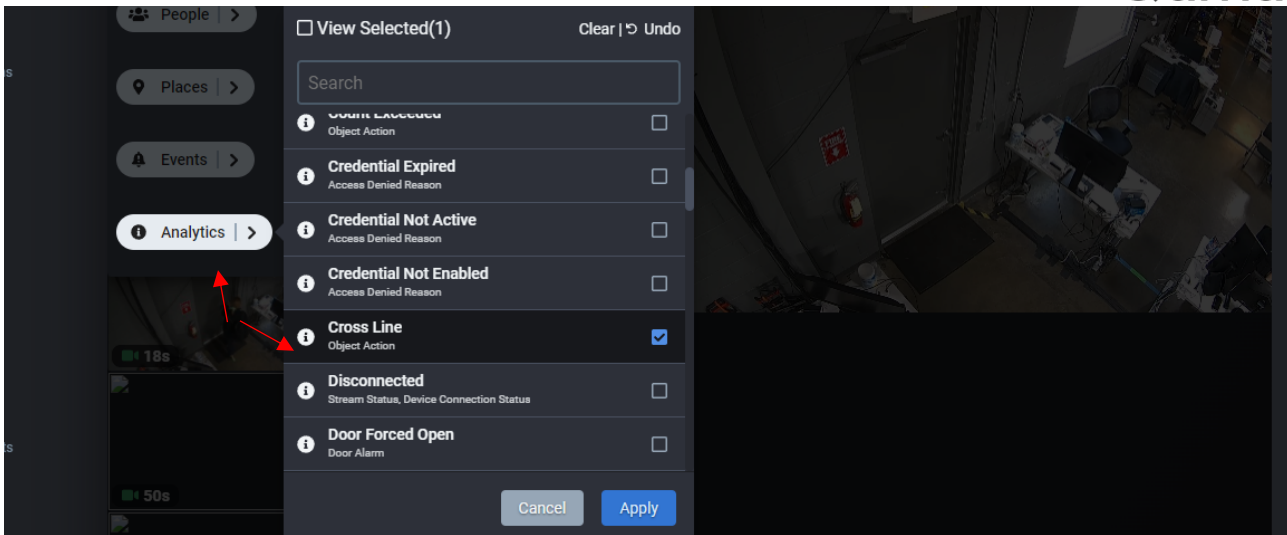 People
Places
Events
Analytics
18s
50s
View Selected(1)
Clear | Undo
Search
Count Exceeded
Object Action
Credential Expired
Access Denied Reason
Credential Not Active
Access Denied Reason
Credential Not Enabled
Access Denied Reason
Cross Line
Object Action
Disconnected
Stream Status, Device Connection Status
Door Forced Open
Door Alarm
Cancel
Apply